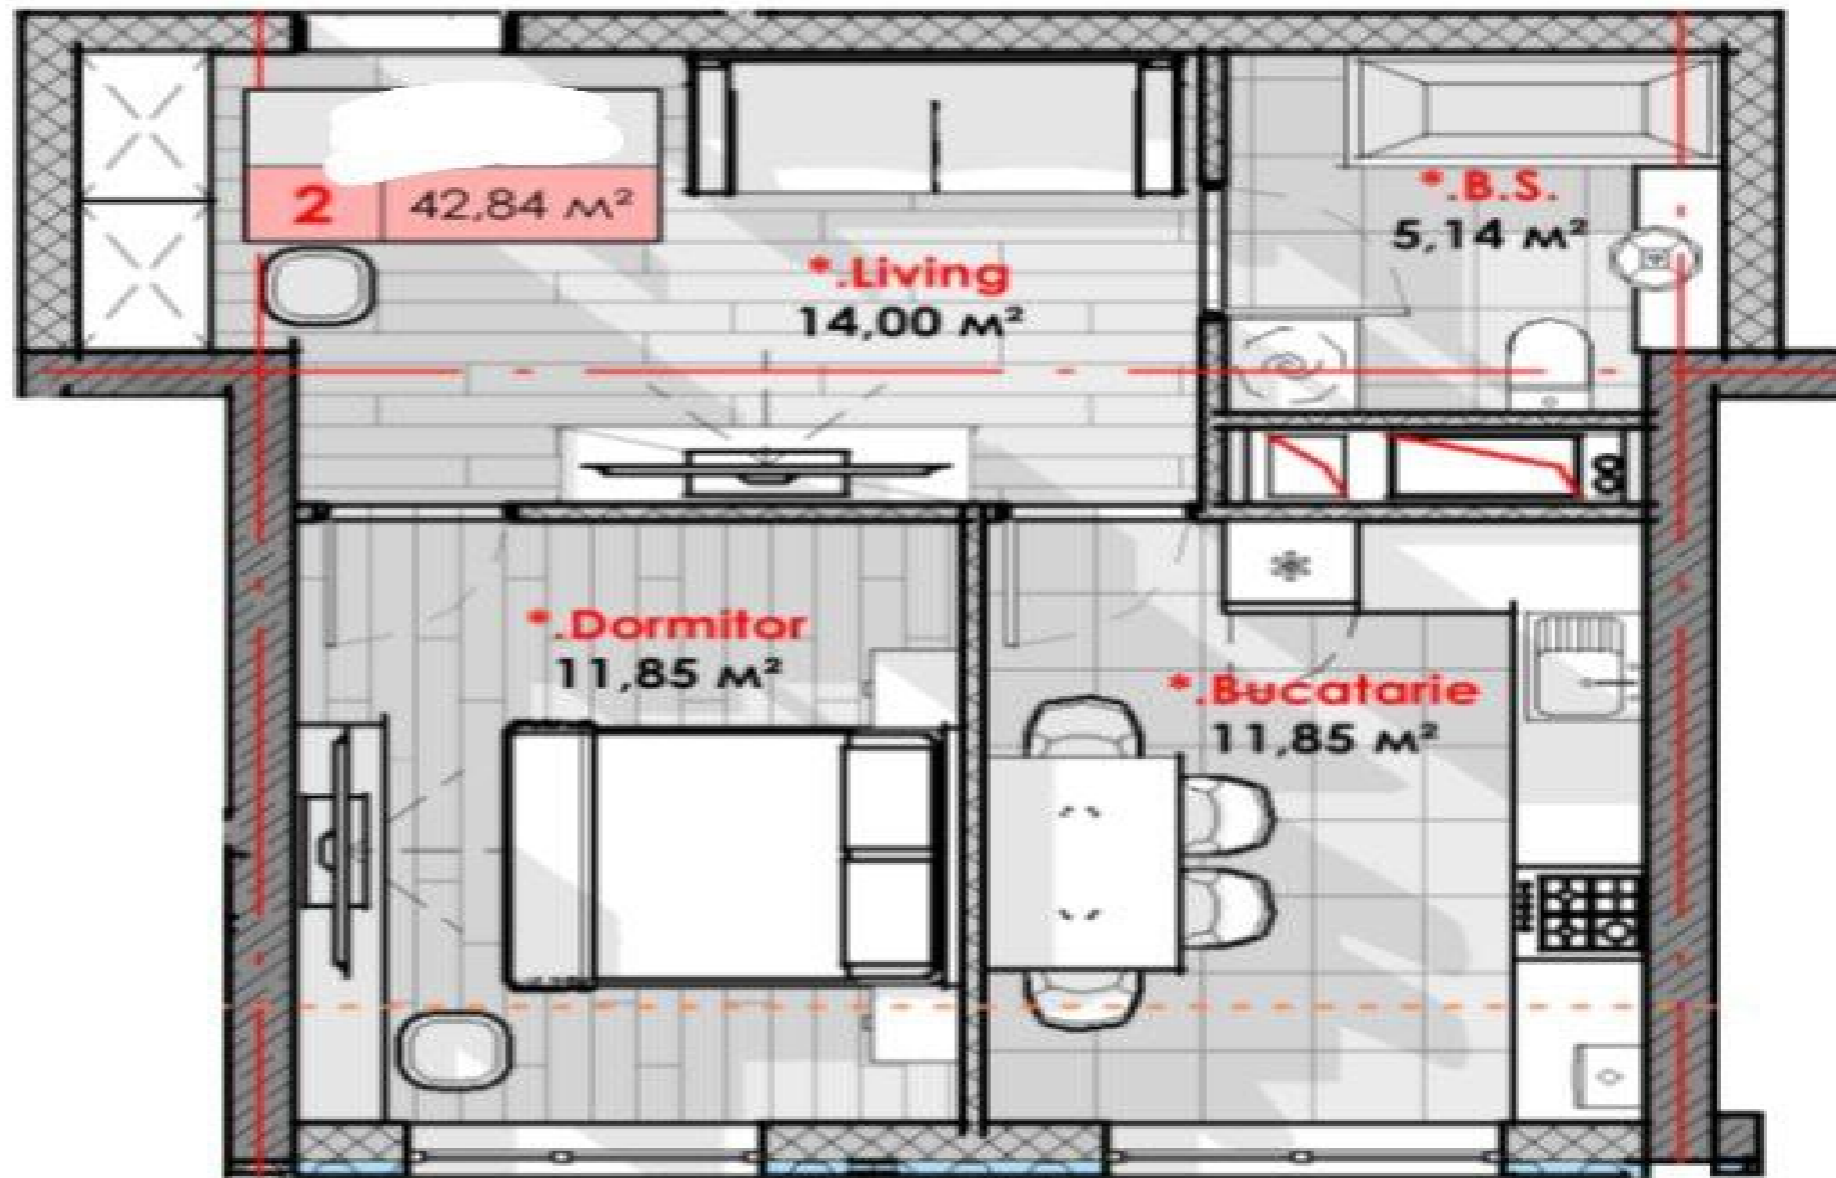 2 42,84 м²
*.B.S.
5,14 м²
*.Living
14,00 м²
*.Dormitor
11,85 м²
*.Bucatarie
11,85 м²